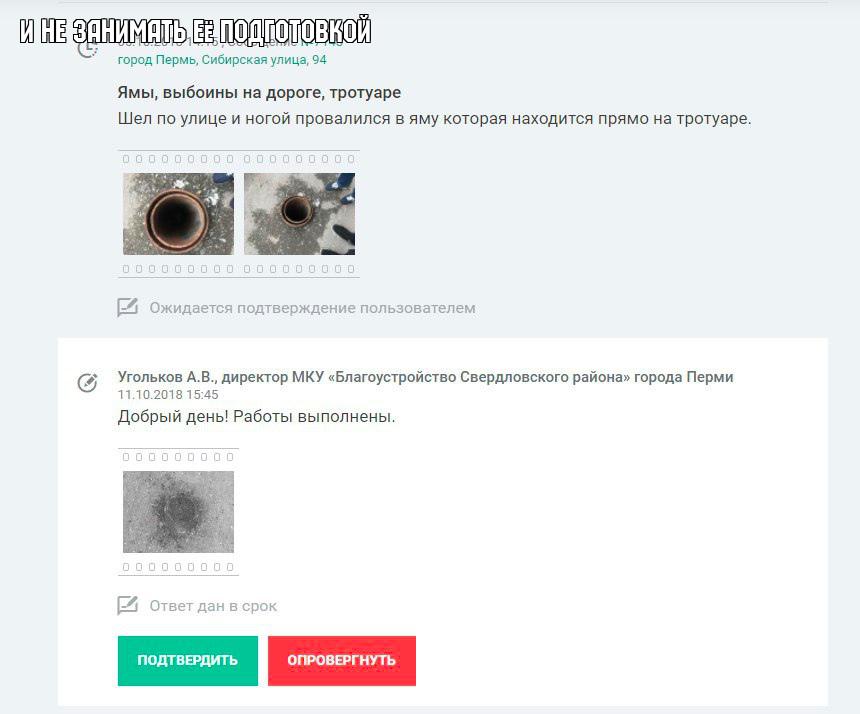 И НЕ ЗАНИМАТЬ ЕЁ ПОДГОТОВКОЙ
город Пермь, Сибирская улица, 94
Ямы, выбоины на дороге, тротуаре
Шел по улице и ногой провалился в яму которая находится прямо на тротуаре.
Ожидается подтверждение пользователем
Угольков А.В., директор МКУ «Благоустройство Свердловского района» города Перми
11.10.2018 15:45
Добрый день! Работы выполнены.
Ответ дан в срок
ПОДТВЕРДИТЬ ОПРОВЕРГНУТЬ